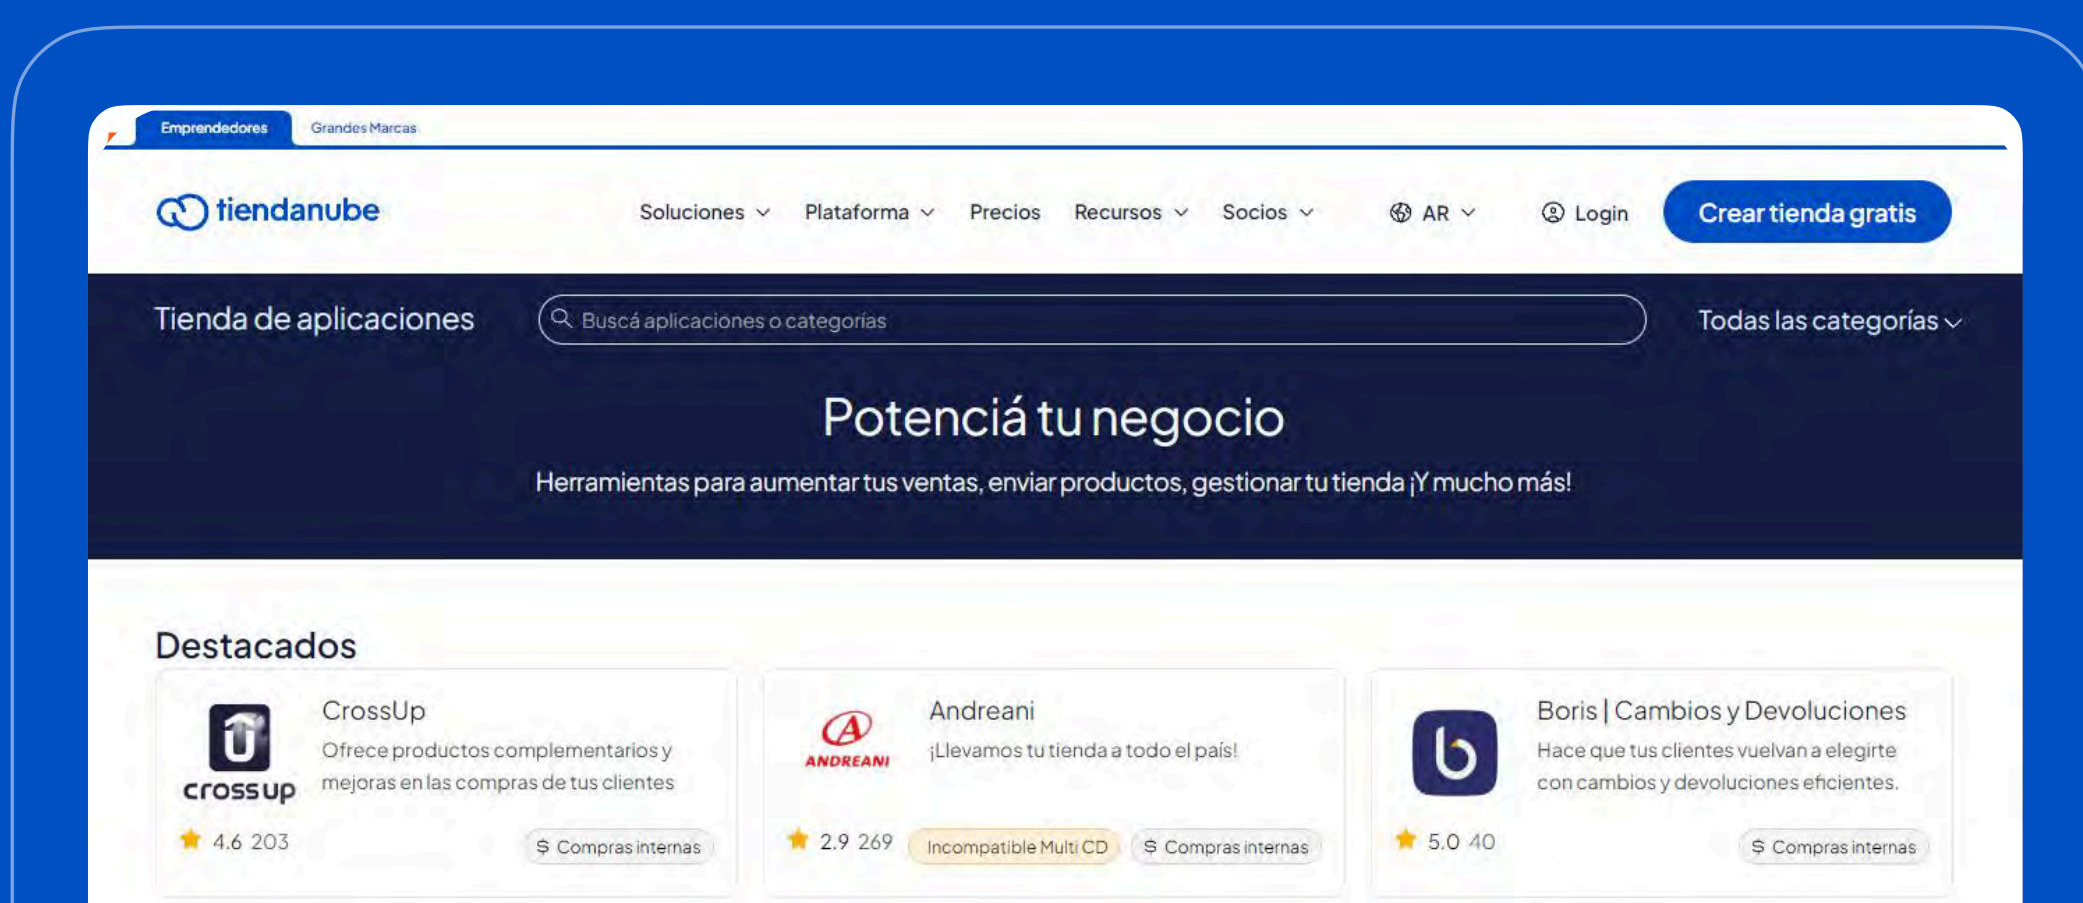 Emprendedores
Grandes Marcas
tiendanube
Soluciones
Plataforma
Precios
Recursos
Socios
AR
Login
Crear tienda gratis
Tienda de aplicaciones
Buscá aplicaciones o categorías
Todas las categorías
Potenciá tu negocio
Herramientas para aumentar tus ventas, enviar productos, gestionar tu tienda ¡Y mucho más!
Destacados
crossup
CrossUp
Ofrece productos complementarios y
mejoras en las compras de tus clientes
4.6 203
$ Compras internas
ANDREANI
Andreani
¡Llevamos tu tienda a todo el país!
2.9 269
Incompatible Multi CD
$ Compras internas
b
Boris | Cambios y Devoluciones
Hace que tus clientes vuelvan a elegirte
con cambios y devoluciones eficientes.
5.0 40
$ Compras internas